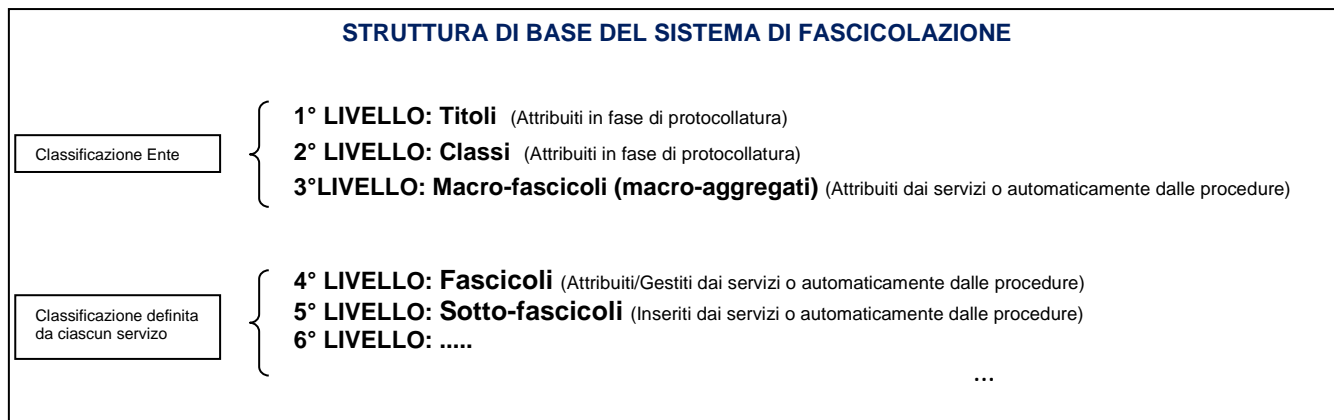 STRUTTURA DI BASE DEL SISTEMA DI FASCICOLAZIONE
Classificazione Ente
1° LIVELLO: Titoli (Attribuiti in fase di protocollatura)
2° LIVELLO: Classi (Attribuiti in fase di protocollatura)
3°LIVELLO: Macro-fascicoli (macro-aggregati) (Attribuiti dai servizi o automaticamente dalle procedure)
Classificazione definita
da ciascun servizo
4° LIVELLO: Fascicoli (Attribuiti/Gestiti dai servizi o automaticamente dalle procedure)
5° LIVELLO: Sotto-fascicoli (Inseriti dai servizi o automaticamente dalle procedure)
6° LIVELLO: .....
...